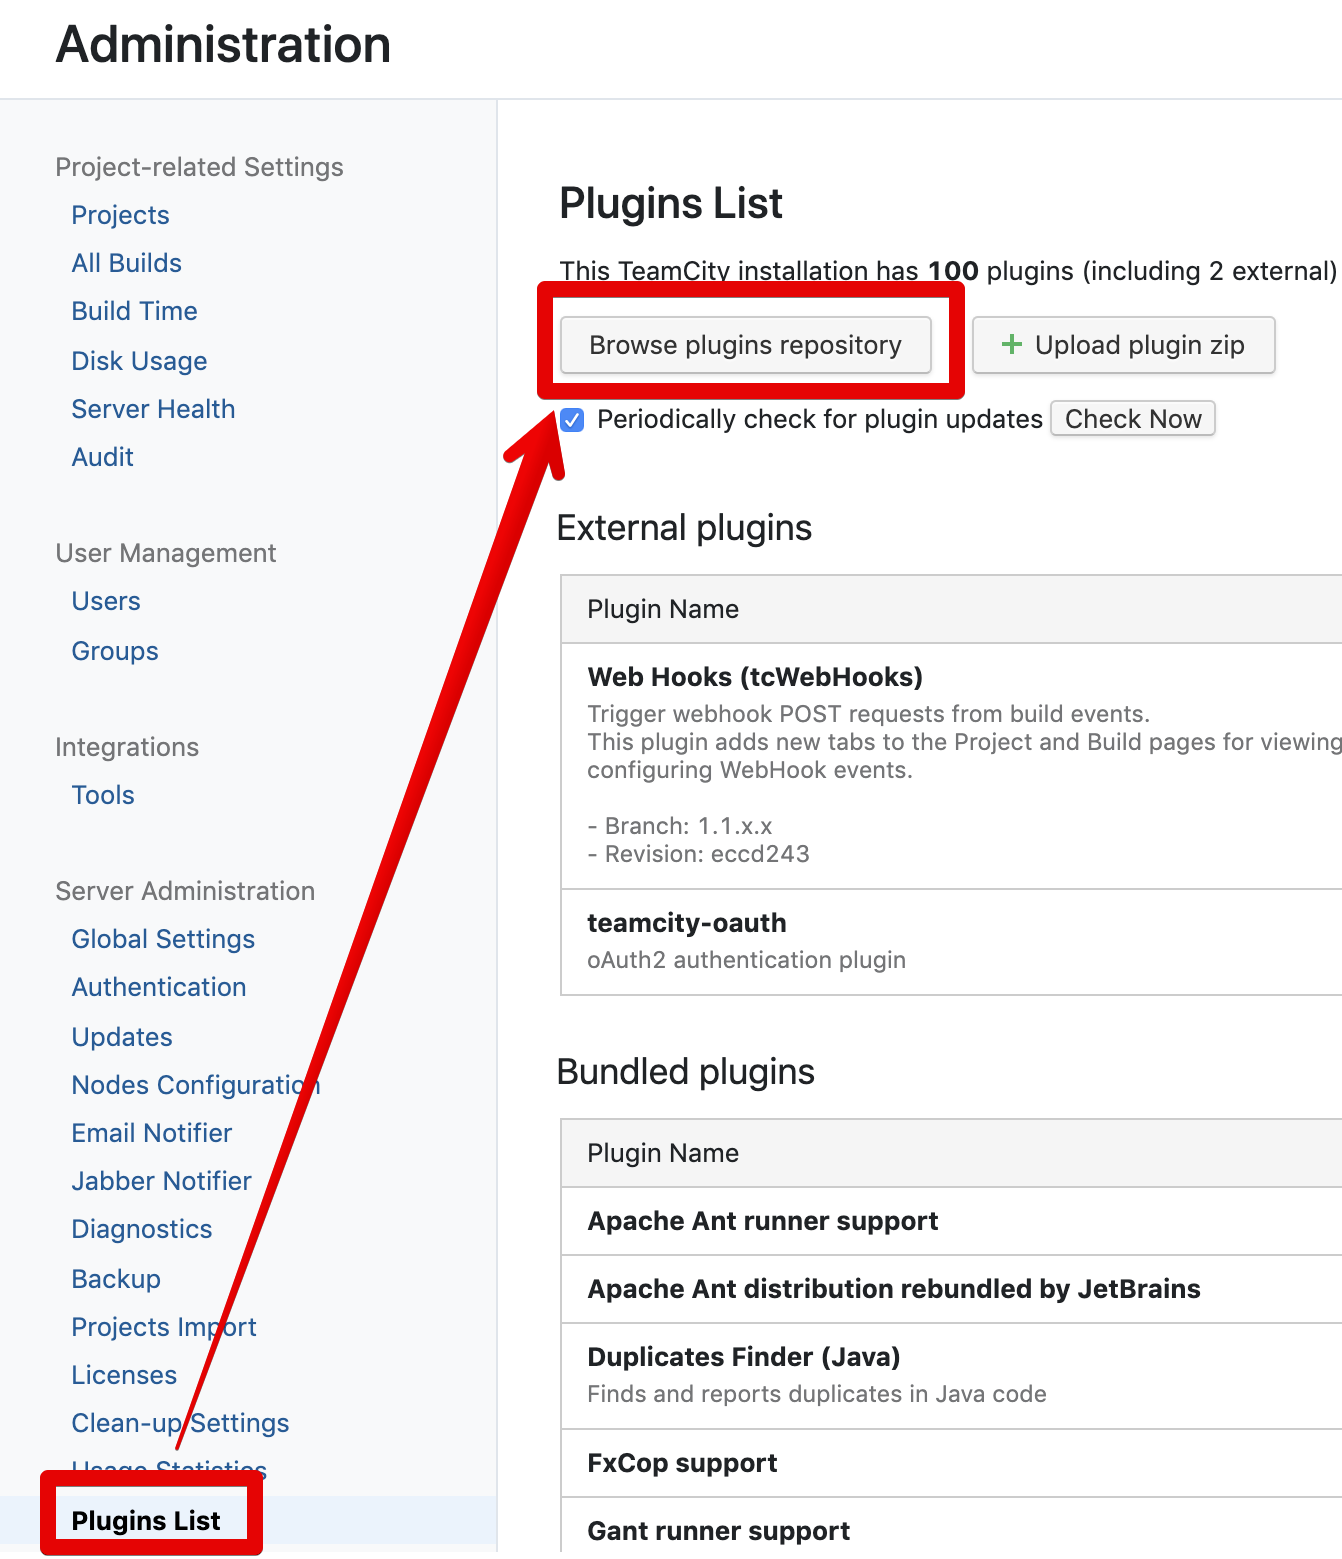 Administration
Project-related Settings
Projects
All Builds
Build Time
Disk Usage
Server Health
Audit
User Management
Users
Groups
Integrations
Tools
Server Administration
Global Settings
Authentication
Updates
Nodes Configuration
Email Notifier
Jabber Notifier
Diagnostics
Backup
Projects Import
Licenses
Clean-up Settings
Usage Statistics
Plugins List
Plugins List
This TeamCity installation has 100 plugins (including 2 external)
Browse plugins repository
+ Upload plugin zip
Periodically check for plugin updates Check Now
External plugins
Plugin Name
Web Hooks (tcWebHooks)
Trigger webhook POST requests from build events.
This plugin adds new tabs to the Project and Build pages for viewing
configuring WebHook events.
- Branch: 1.1.x.x
- Revision: eccd243
teamcity-oauth
oAuth2 authentication plugin
Bundled plugins
Plugin Name
Apache Ant runner support
Apache Ant distribution rebundled by JetBrains
Duplicates Finder (Java)
Finds and reports duplicates in Java code
FxCop support
Gant runner support